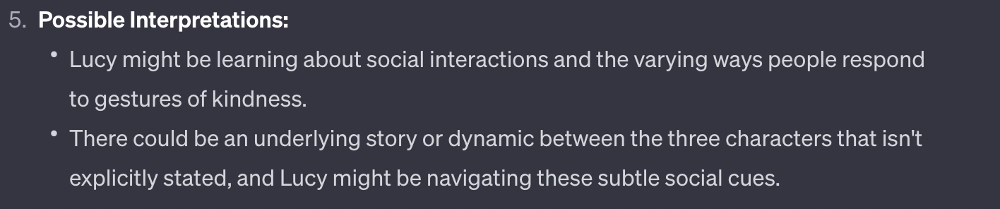 5. Possible Interpretations:
• Lucy might be learning about social interactions and the varying ways people respond
to gestures of kindness.
• There could be an underlying story or dynamic between the three characters that isn't
explicitly stated, and Lucy might be navigating these subtle social cues.